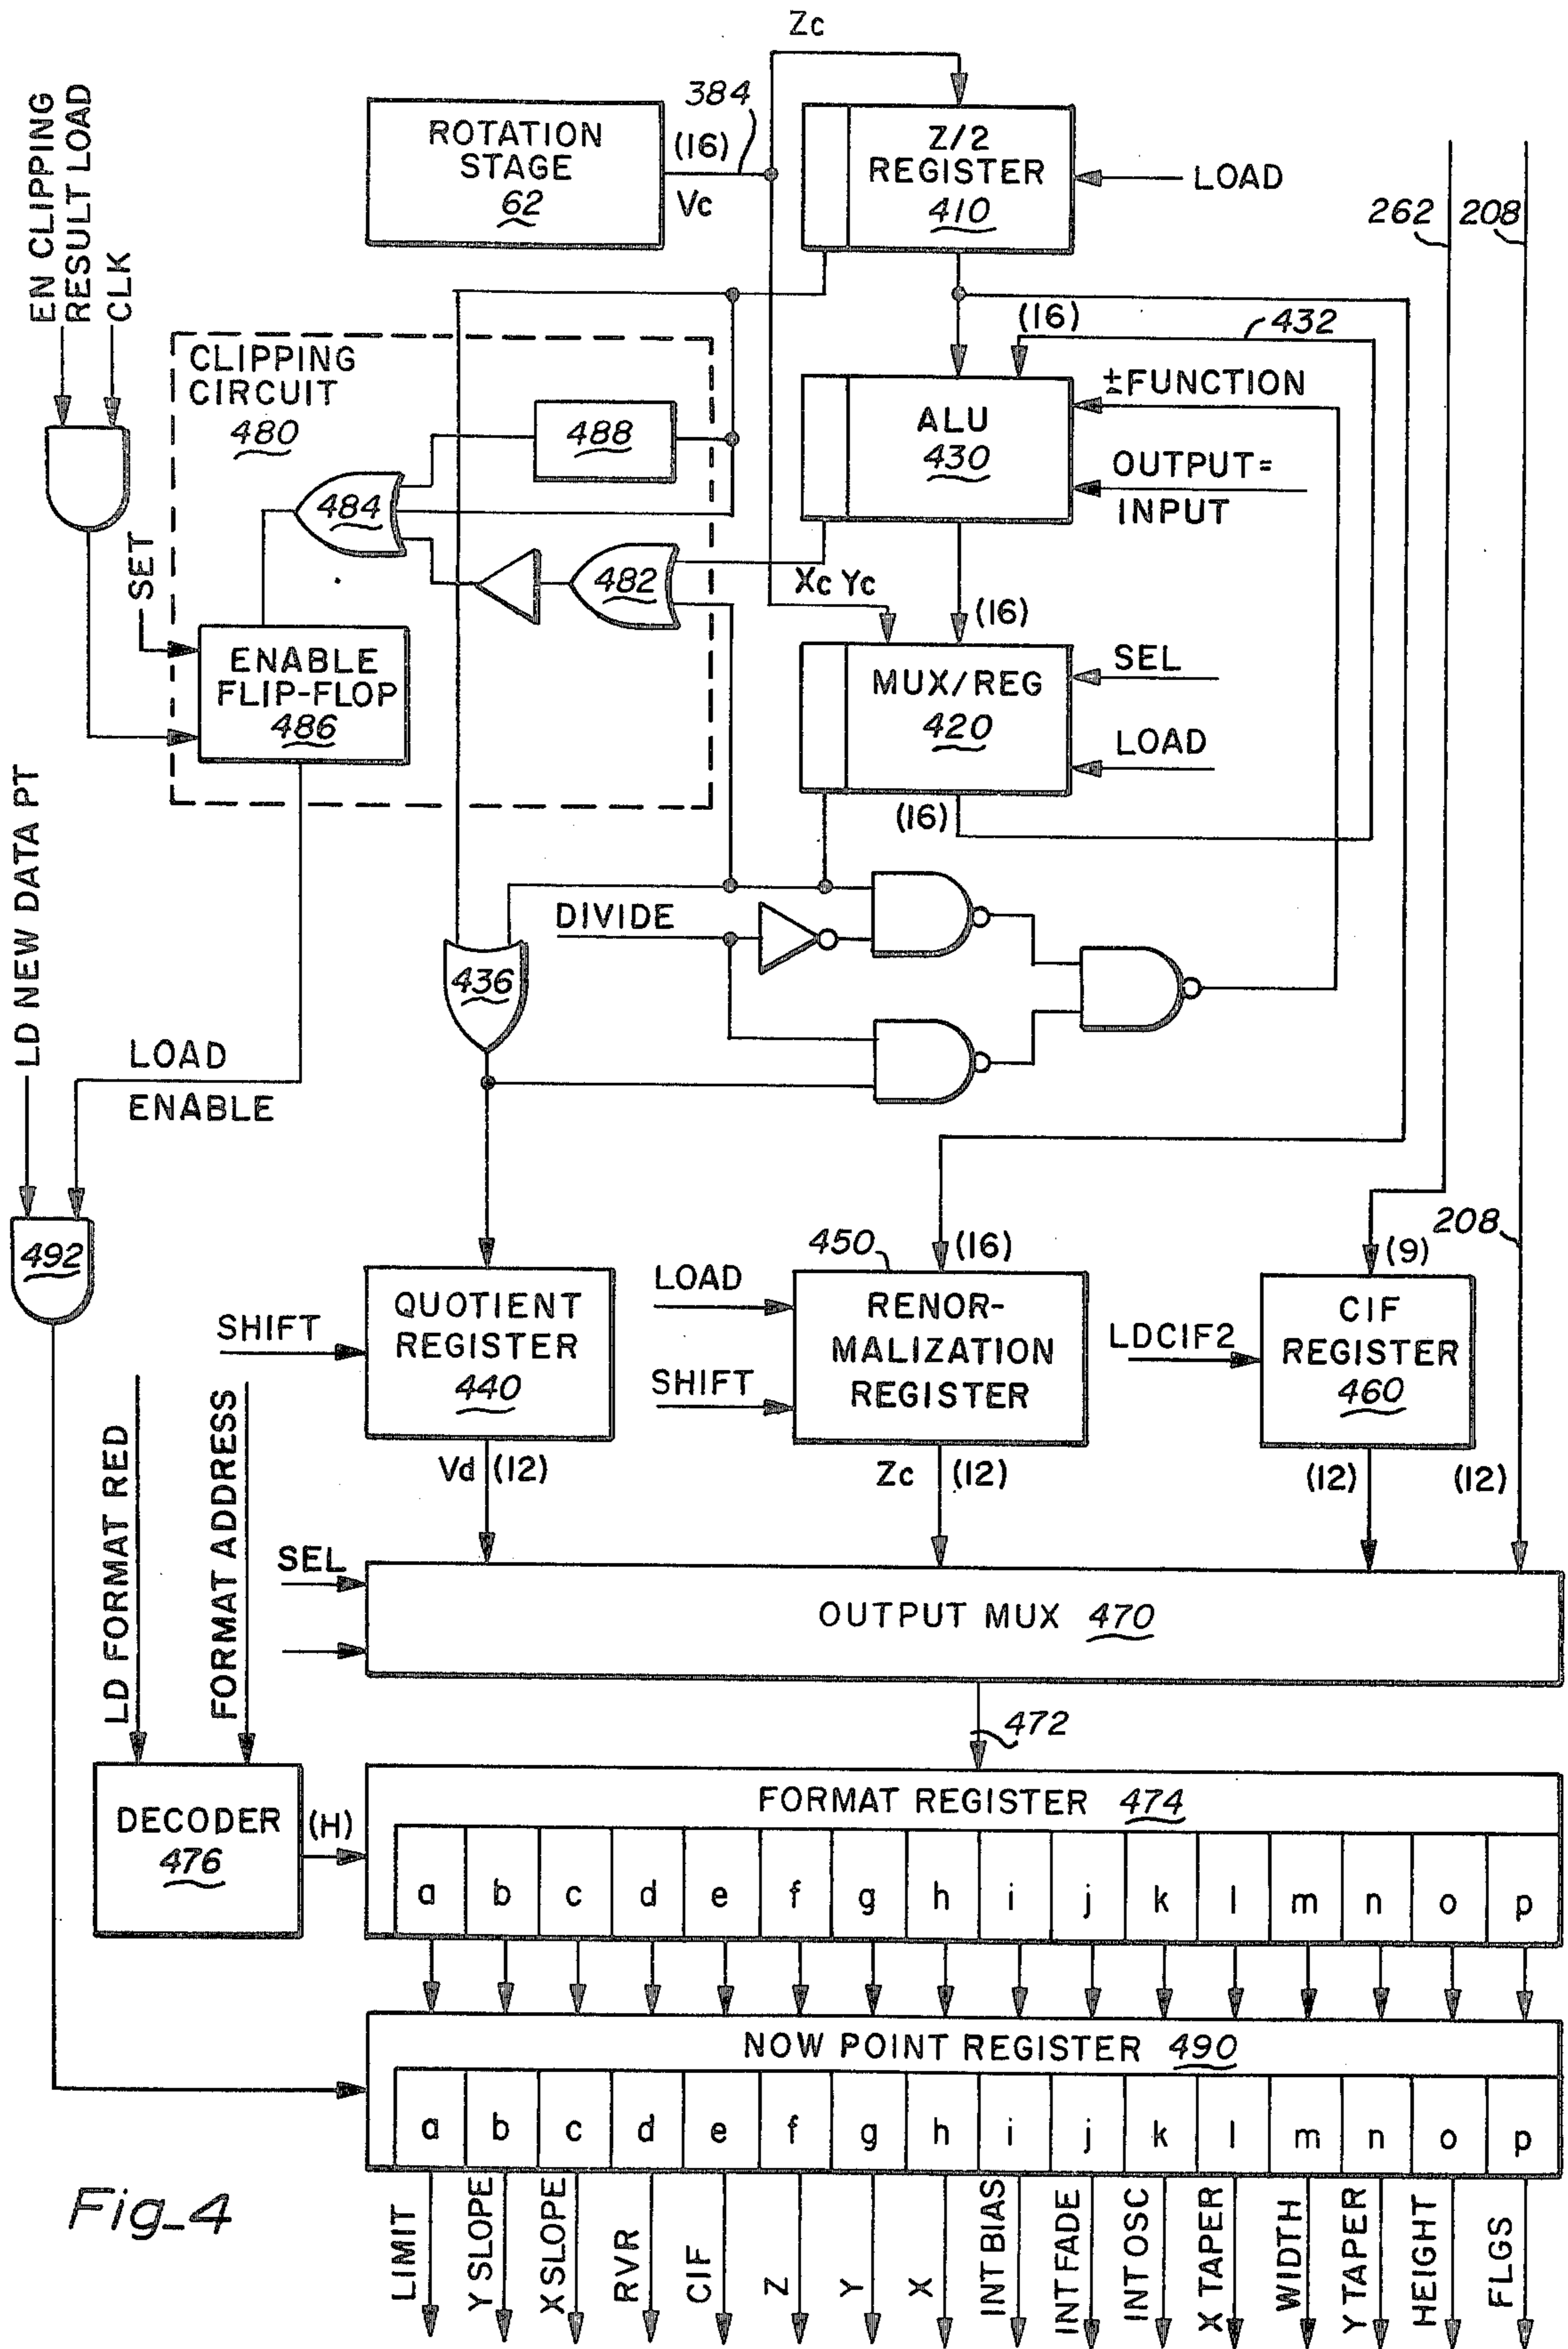 Zc
EN CLIPPING
RESULT LOAD
CLK
ROTATION
STAGE
62
384
(16)
Vc
Z/2
REGISTER
410
LOAD
262
208
CLIPPING
CIRCUIT
480
488
484
482
(16)
432
ALU
430
±FUNCTION
OUTPUT=
INPUT
SET
ENABLE
FLIP-FLOP
486
Xc Yc
(16)
MUX/REG
420
SEL
LOAD
(16)
DIVIDE
436
LD NEW DATA PT
LOAD
ENABLE
492
SHIFT
QUOTIENT
REGISTER
440
Vd (12)
450
(16)
LOAD
SHIFT
RENOR-
MALIZATION
REGISTER
Zc (12)
208
(9)
LDCIF2
CIF
REGISTER
460
(12)
(12)
LD FORMAT RED
FORMAT ADDRESS
SEL
OUTPUT MUX 470
472
DECODER
476
(H)
FORMAT REGISTER 474
a b c d e f g h i j k l m n o p
NOW POINT REGISTER 490
a b c d e f g h i j k l m n o p
LIMIT
Y SLOPE
X SLOPE
RVR
CIF
Z
Y
X
INT BIAS
INT FADE
INT OSC
X TAPER
WIDTH
Y TAPER
HEIGHT
FLGS
Fig_4